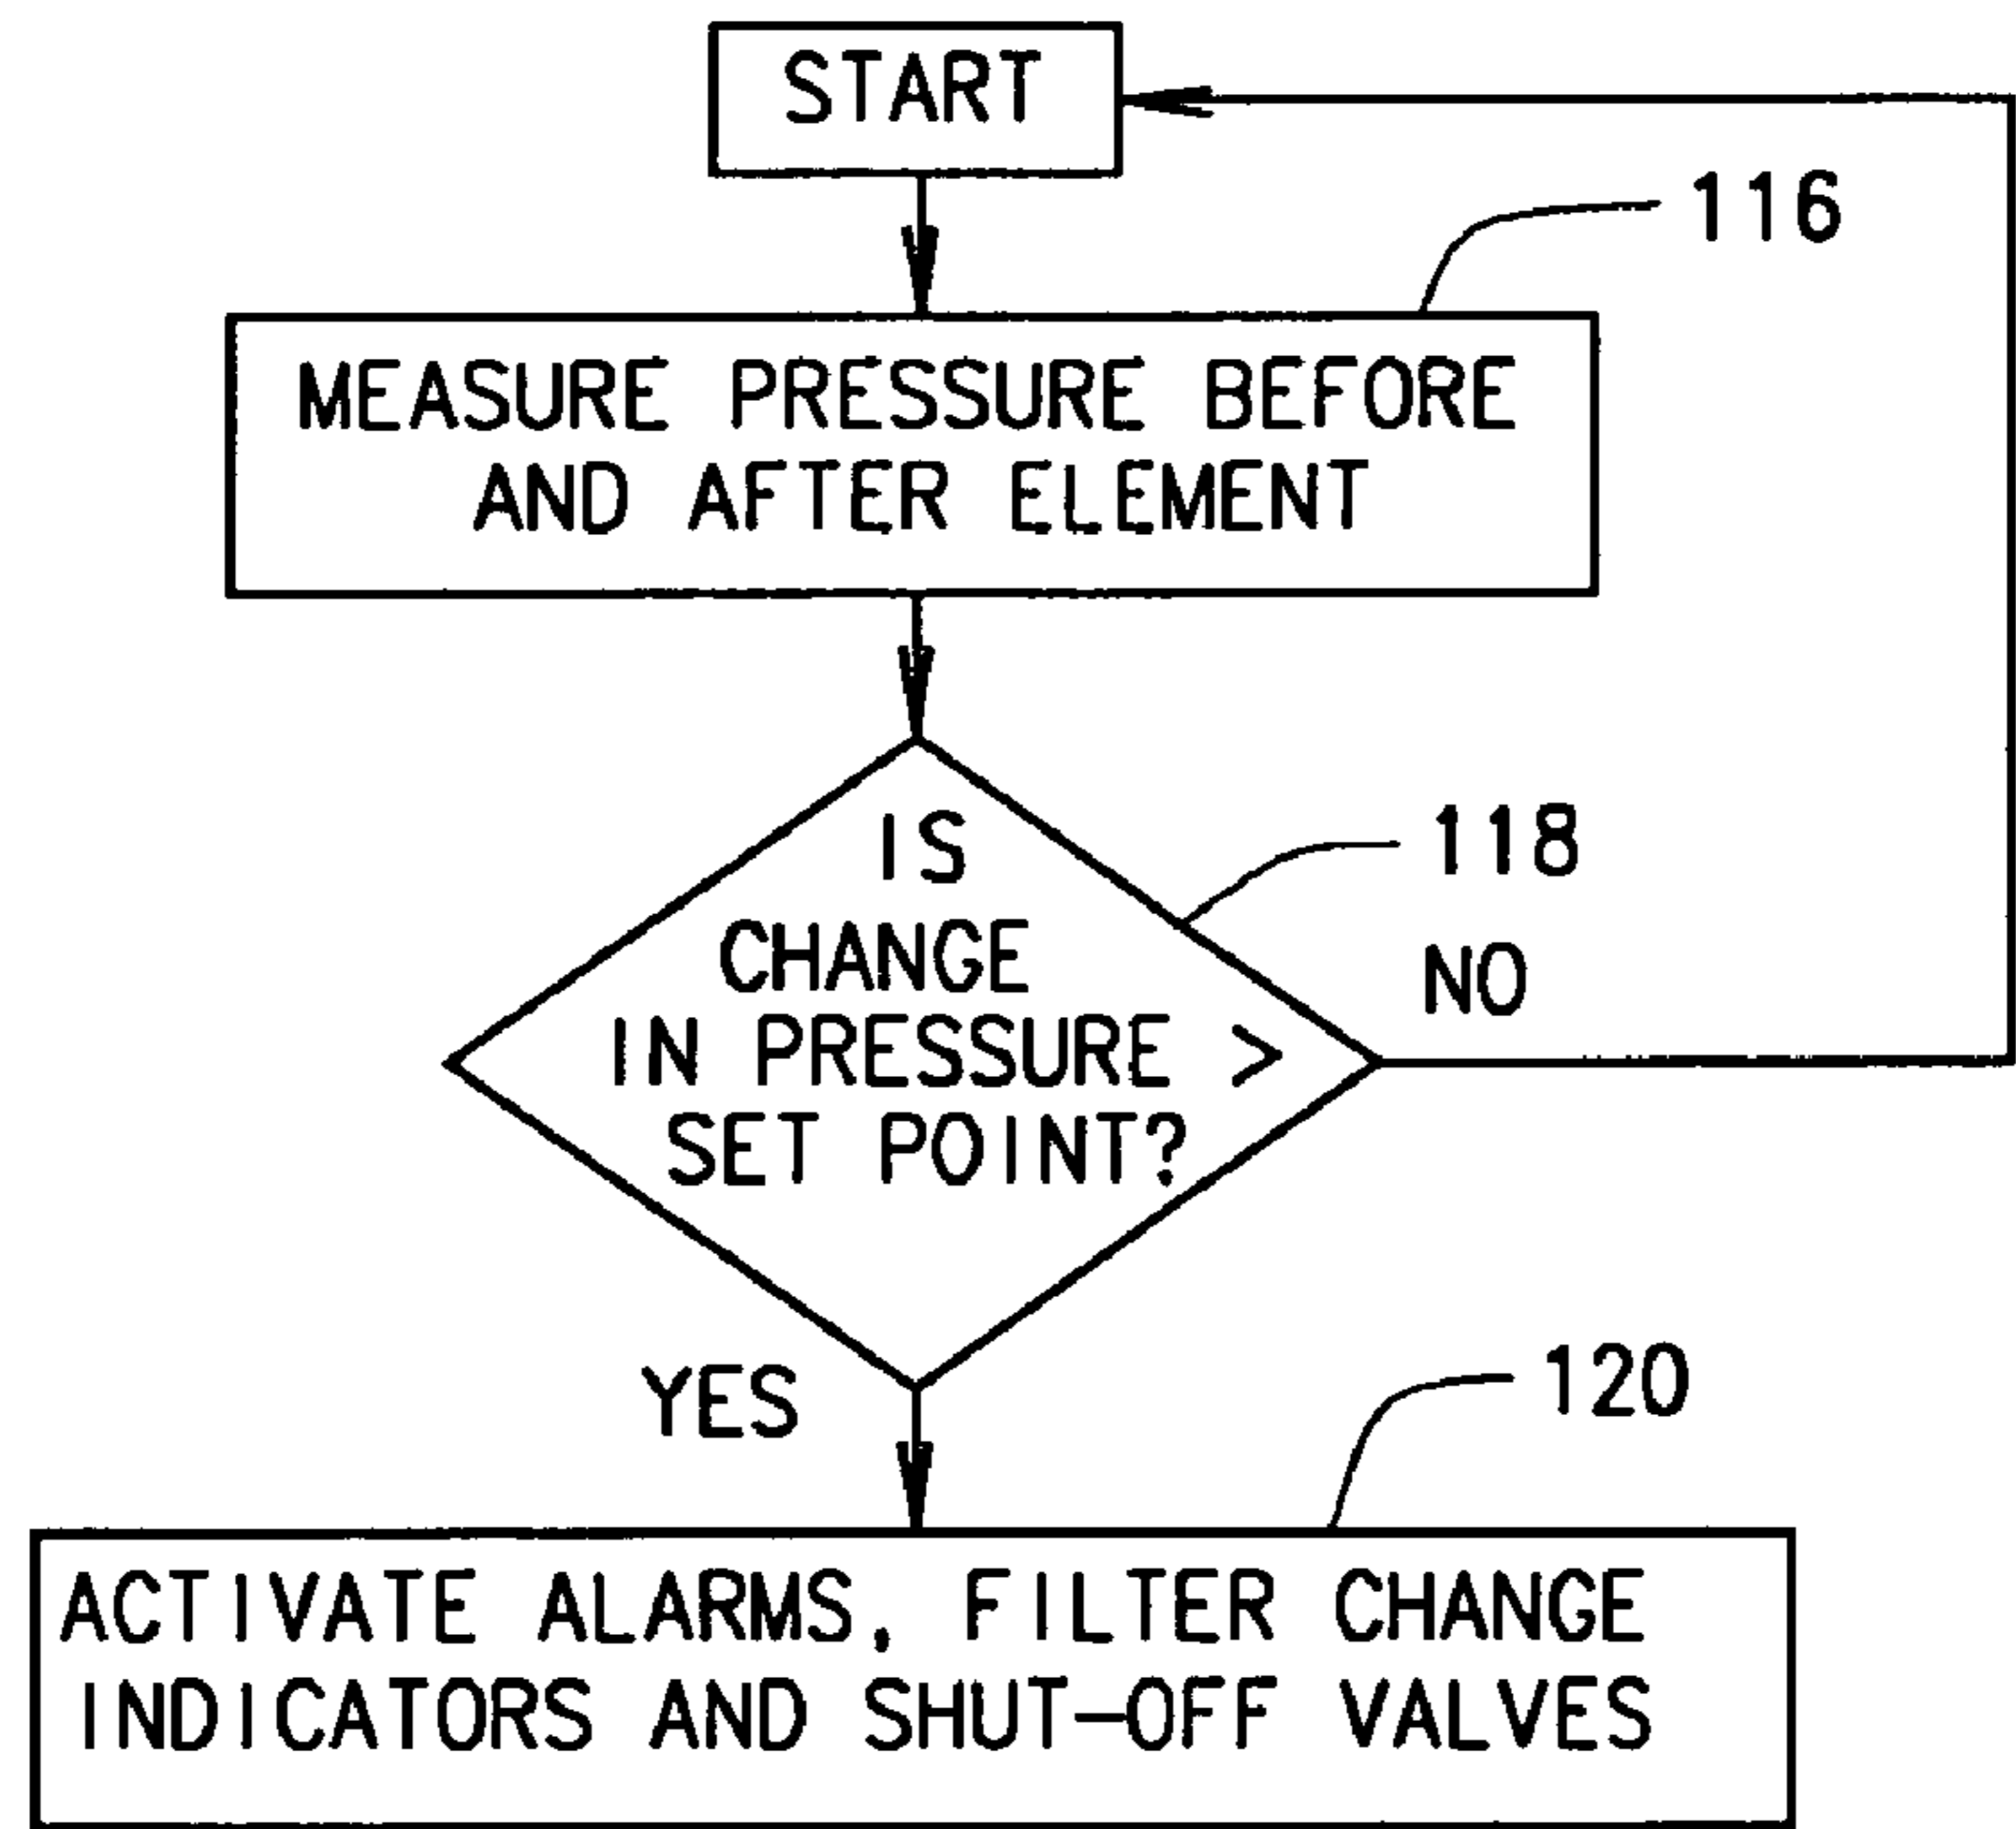 START
116
MEASURE PRESSURE BEFORE
AND AFTER ELEMENT
IS
CHANGE
IN PRESSURE >
SET POINT?
118
NO
YES
120
ACTIVATE ALARMS, FILTER CHANGE
INDICATORS AND SHUT-OFF VALVES